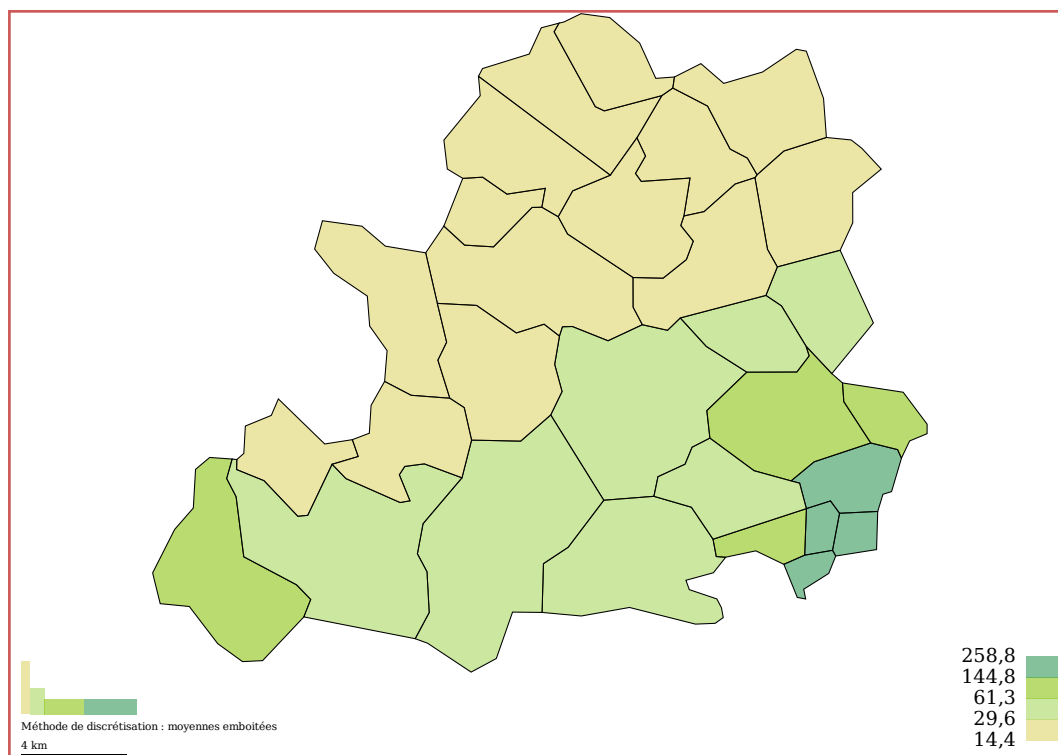 258,8
144,8
61,3
29,6
14,4
Méthode de discrétisation : moyennes emboitées
4 km